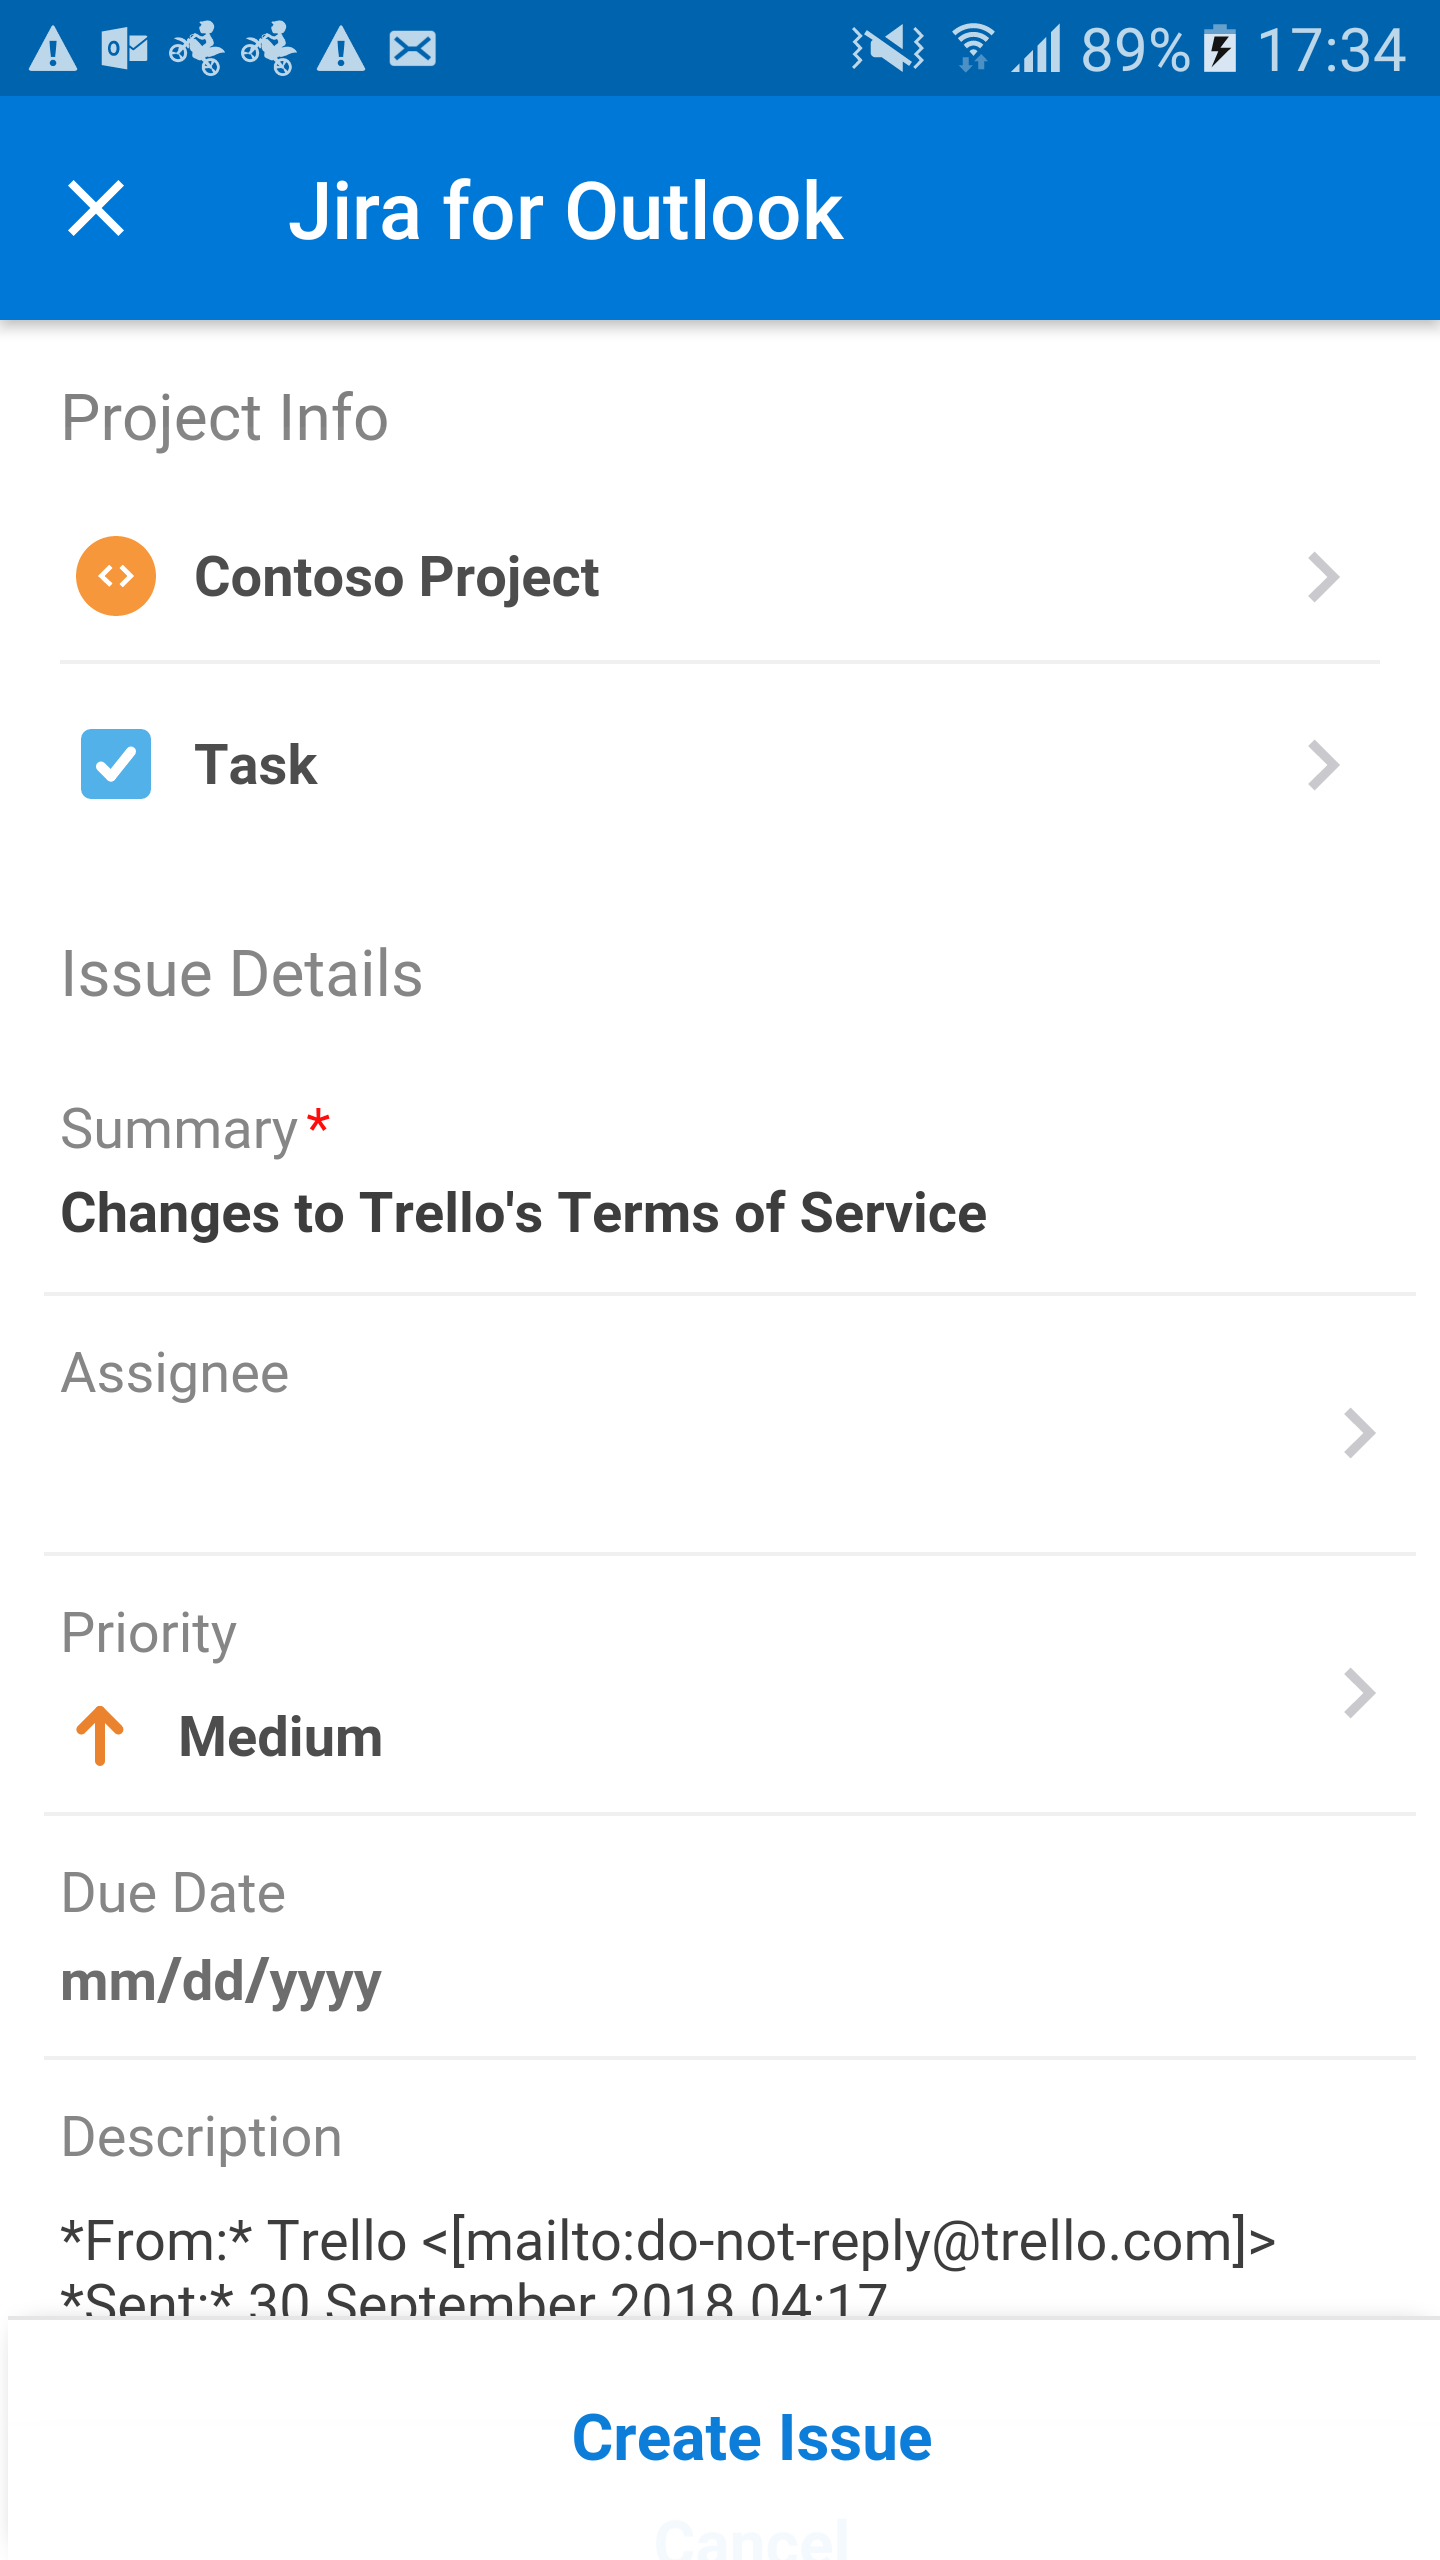 89% 17:34
Jira for Outlook
Project Info
Contoso Project
Task
Issue Details
Summary *
Changes to Trello's Terms of Service
Assignee
Priority
Medium
Due Date
mm/dd/yyyy
Description
*From:* Trello <[mailto:do-not-reply@trello.com]>
*Sent:* 30 September 2018 04:17
Create Issue
Cancel